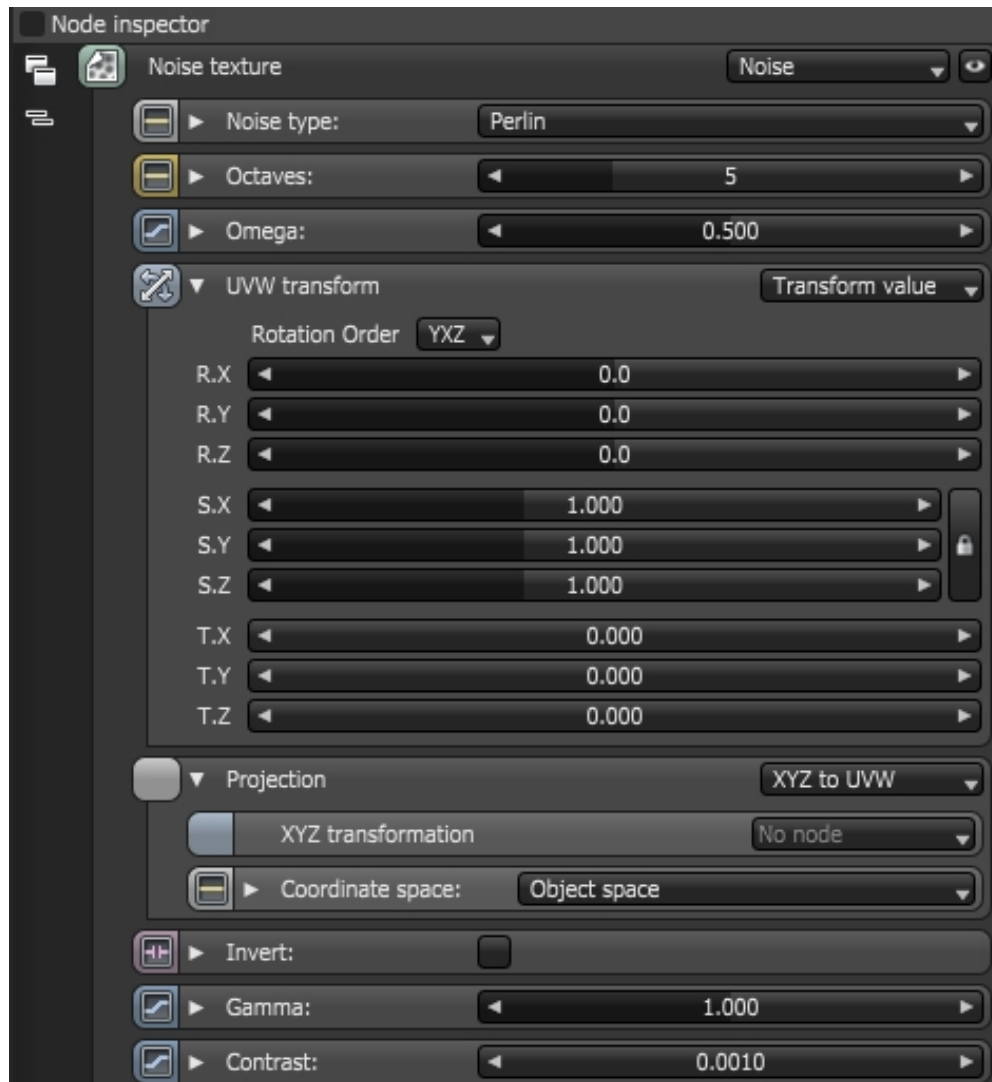 Node inspector
Noise texture Noise
Noise type: Perlin
Octaves: 5
Omega: 0.500
UVW transform Transform value
Rotation Order YXZ
R.X 0.0
R.Y 0.0
R.Z 0.0
S.X 1.000
S.Y 1.000
S.Z 1.000
T.X 0.000
T.Y 0.000
T.Z 0.000
Projection XYZ to UVW
XYZ transformation No node
Coordinate space: Object space
Invert:
Gamma: 1.000
Contrast: 0.0010